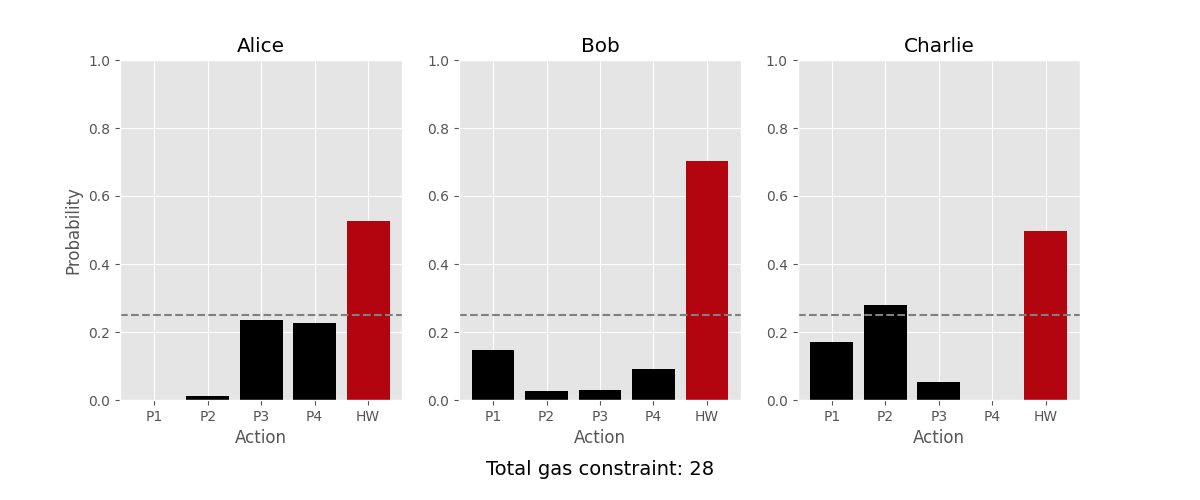 Alice
Bob
Charlie
Probability
1.0
0.8
0.6
0.4
0.2
0.0
P1 P2 P3 P4 HW
Action
1.0
0.8
0.6
0.4
0.2
0.0
P1 P2 P3 P4 HW
Action
1.0
0.8
0.6
0.4
0.2
0.0
P1 P2 P3 P4 HW
Action
Total gas constraint: 28